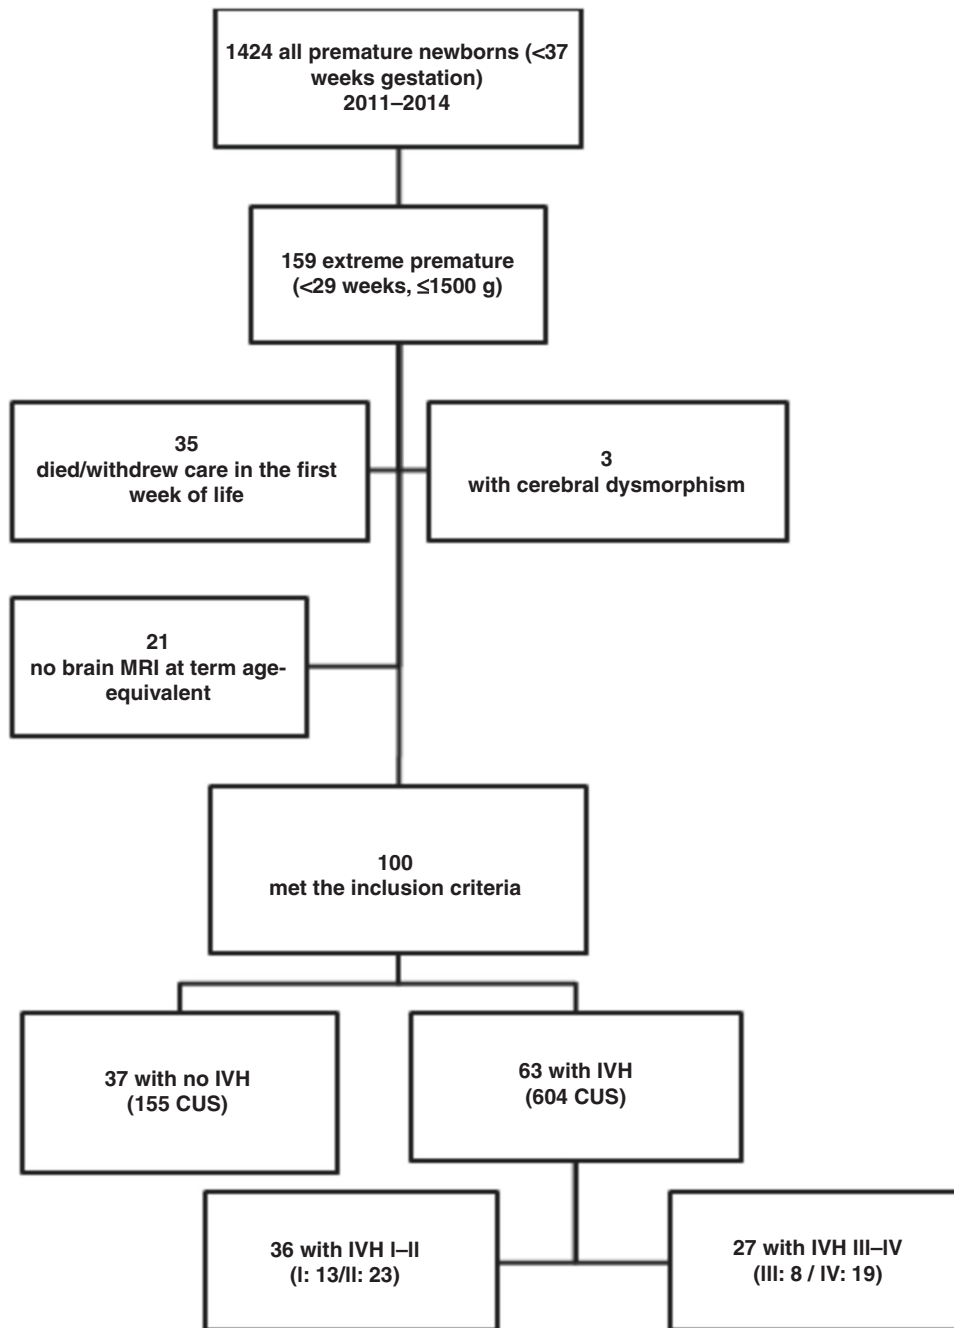 1424 all premature newborns (<37
weeks gestation)
2011–2014
159 extreme premature
(<29 weeks, ≤1500 g)
35
died/withdrew care in the first
week of life
3
with cerebral dysmorphism
21
no brain MRI at term age-
equivalent
100
met the inclusion criteria
37 with no IVH
(155 CUS)
63 with IVH
(604 CUS)
36 with IVH I–II
(I: 13/II: 23)
27 with IVH III–IV
(III: 8 / IV: 19)